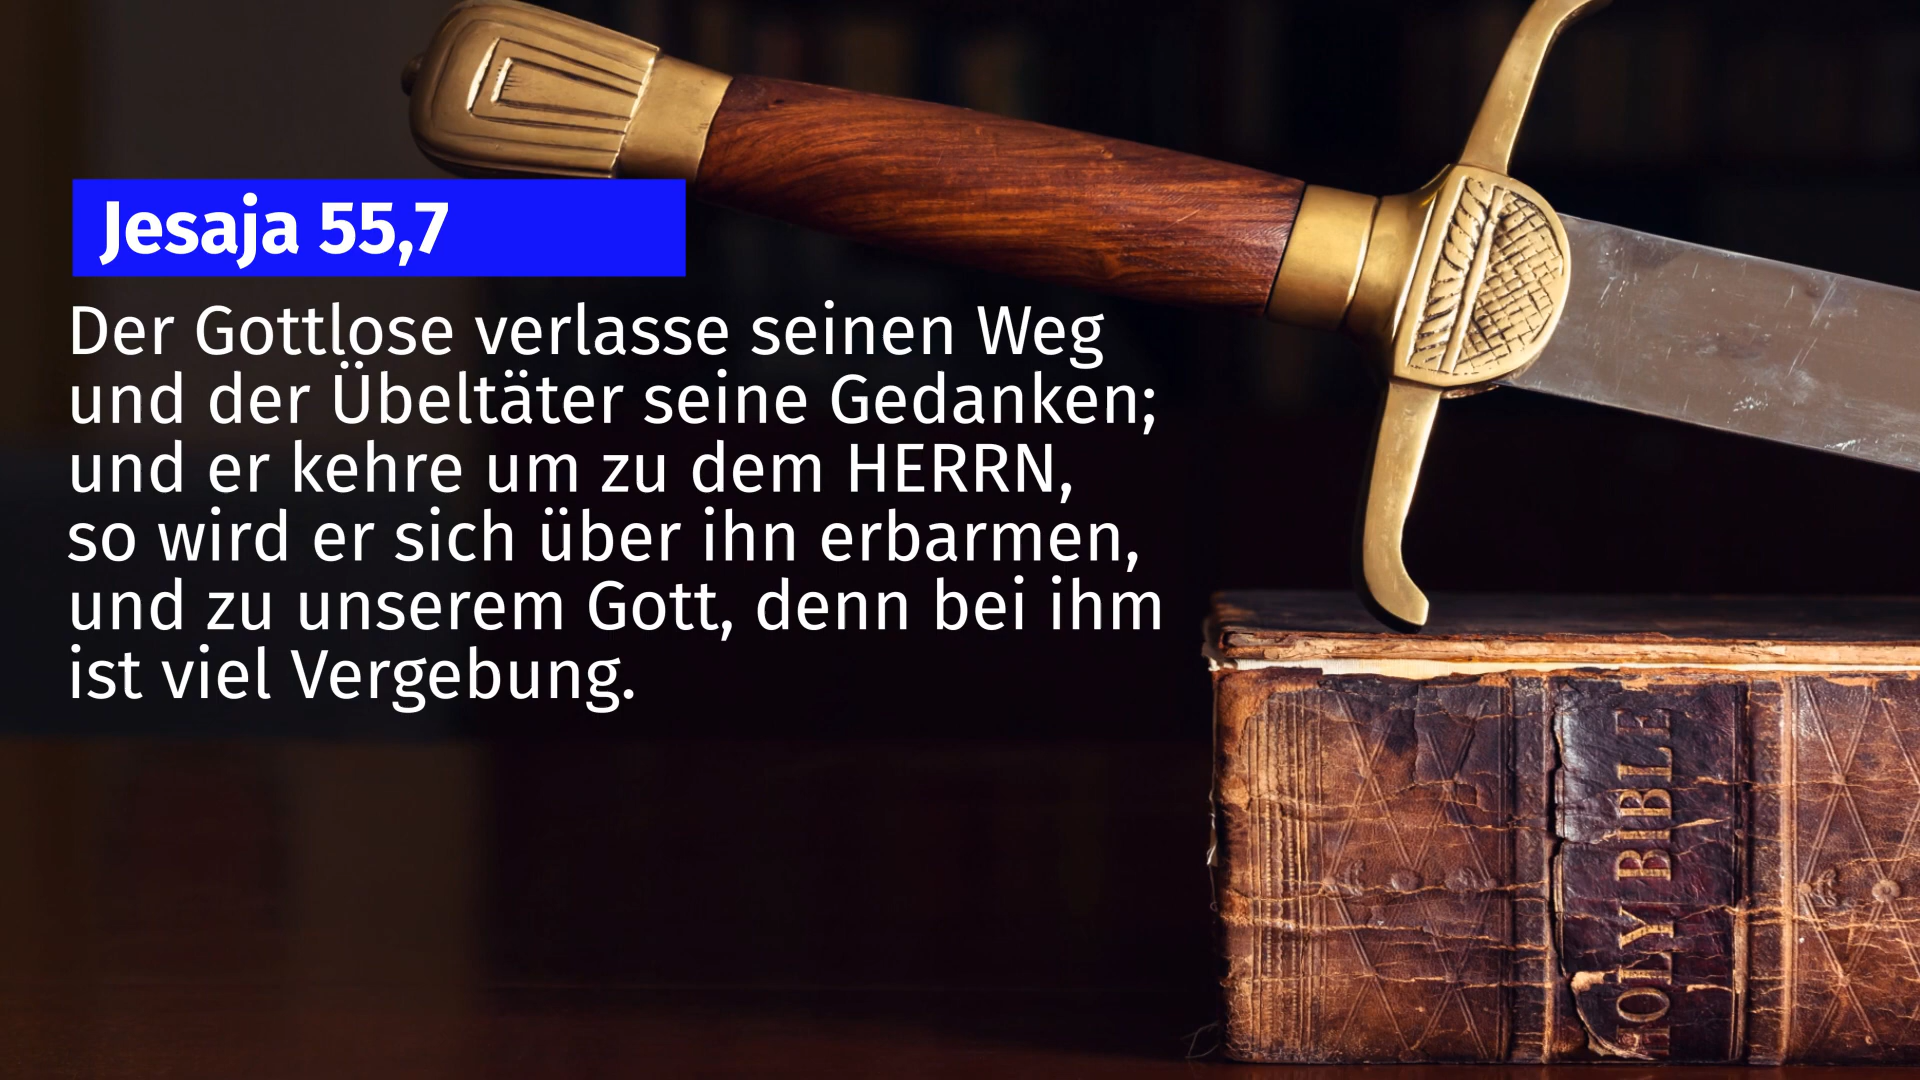 Jesaja 55,7
Der Gottlose verlasse seinen Weg
und der Übeltäter seine Gedanken;
und er kehre um zu dem HERRN,
so wird er sich über ihn erbarmen,
und zu unserem Gott, denn bei ihm
ist viel Vergebung.
HOLY BIBLE